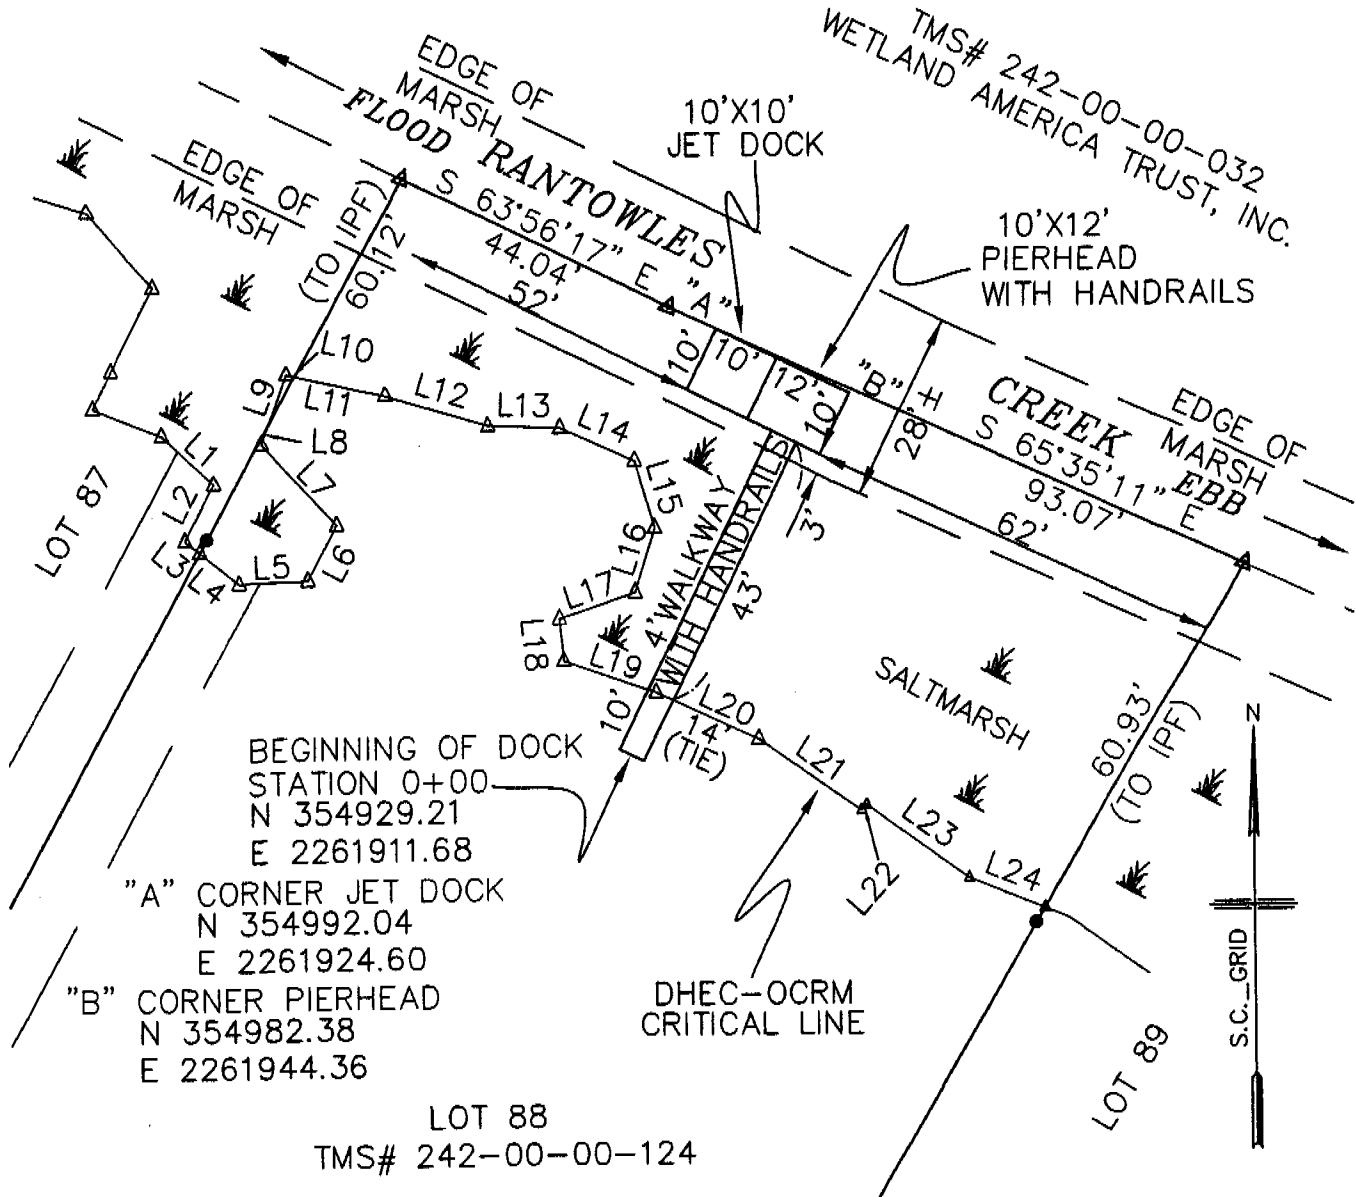 TMS# 242-00-00-032
WETLAND AMERICA TRUST, INC.
EDGE OF
MARSH
FLOOD RANTOWLES
10'X10'
JET DOCK
EDGE OF
MARSH
S 63°56'17" E
44.04'
52'
"A"
(TO IPF)
60.12'
10'X12'
PIERHEAD
WITH HANDRAILS
10'
10'
12'
10'
"B"
28'
CREEK
EBB
EDGE OF
MARSH
S 65°35'11" E
93.07'
62'
3'
L10
L9
L11
L12
L13
L14
L8
L1
L7
L15
L2
L16
L3
L4
L5
L6
L17
L18
L19
LOT 87
4'WALKWAY
WITH HANDRAILS
43'
10'
L20
14'
(TIE)
L21
L22
L23
L24
SALTMARSH
60.93'
(TO IPF)
N
S.C. GRID
BEGINNING OF DOCK
STATION 0+00
N 354929.21
E 2261911.68
"A" CORNER JET DOCK
N 354992.04
E 2261924.60
"B" CORNER PIERHEAD
N 354982.38
E 2261944.36
DHEC-OCRM
CRITICAL LINE
LOT 89
LOT 88
TMS# 242-00-00-124